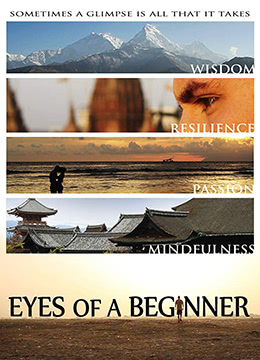 SOMETIMES A GLIMPSE IS ALL THAT IT TAKES
WISDOM
RESILIENCE
PASSION
MINDFULNESS
EYES OF A BEGINNER